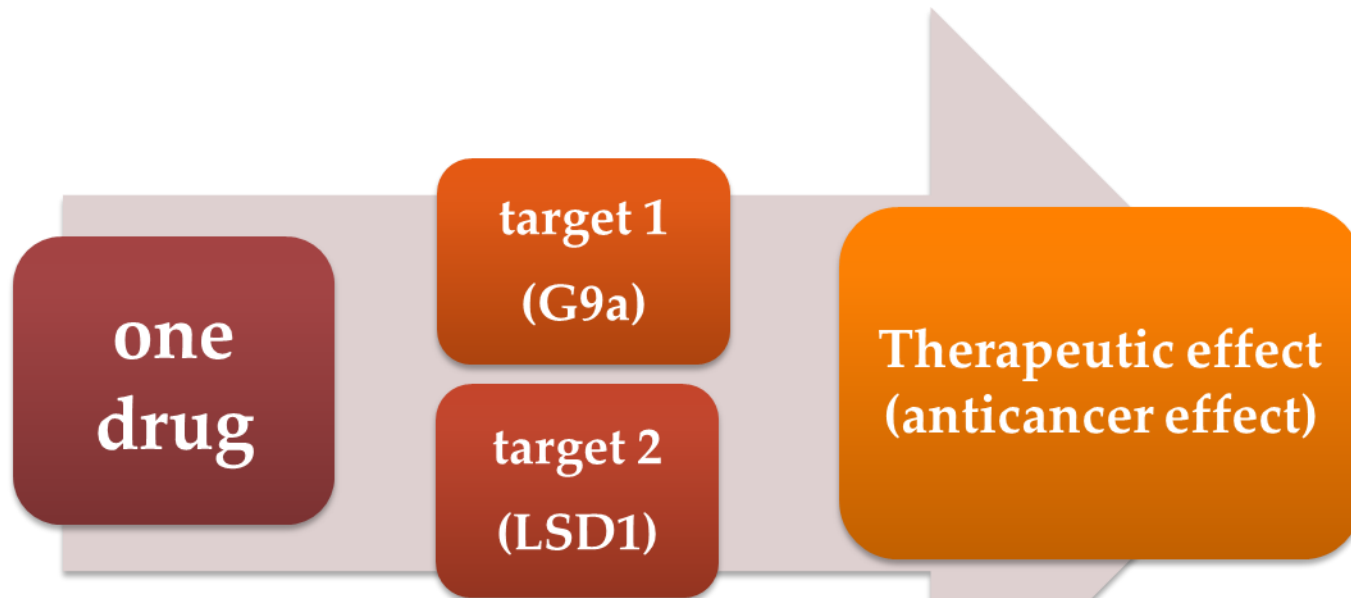 one
drug
target 1
(G9a)
target 2
(LSD1)
Therapeutic effect
(anticancer effect)